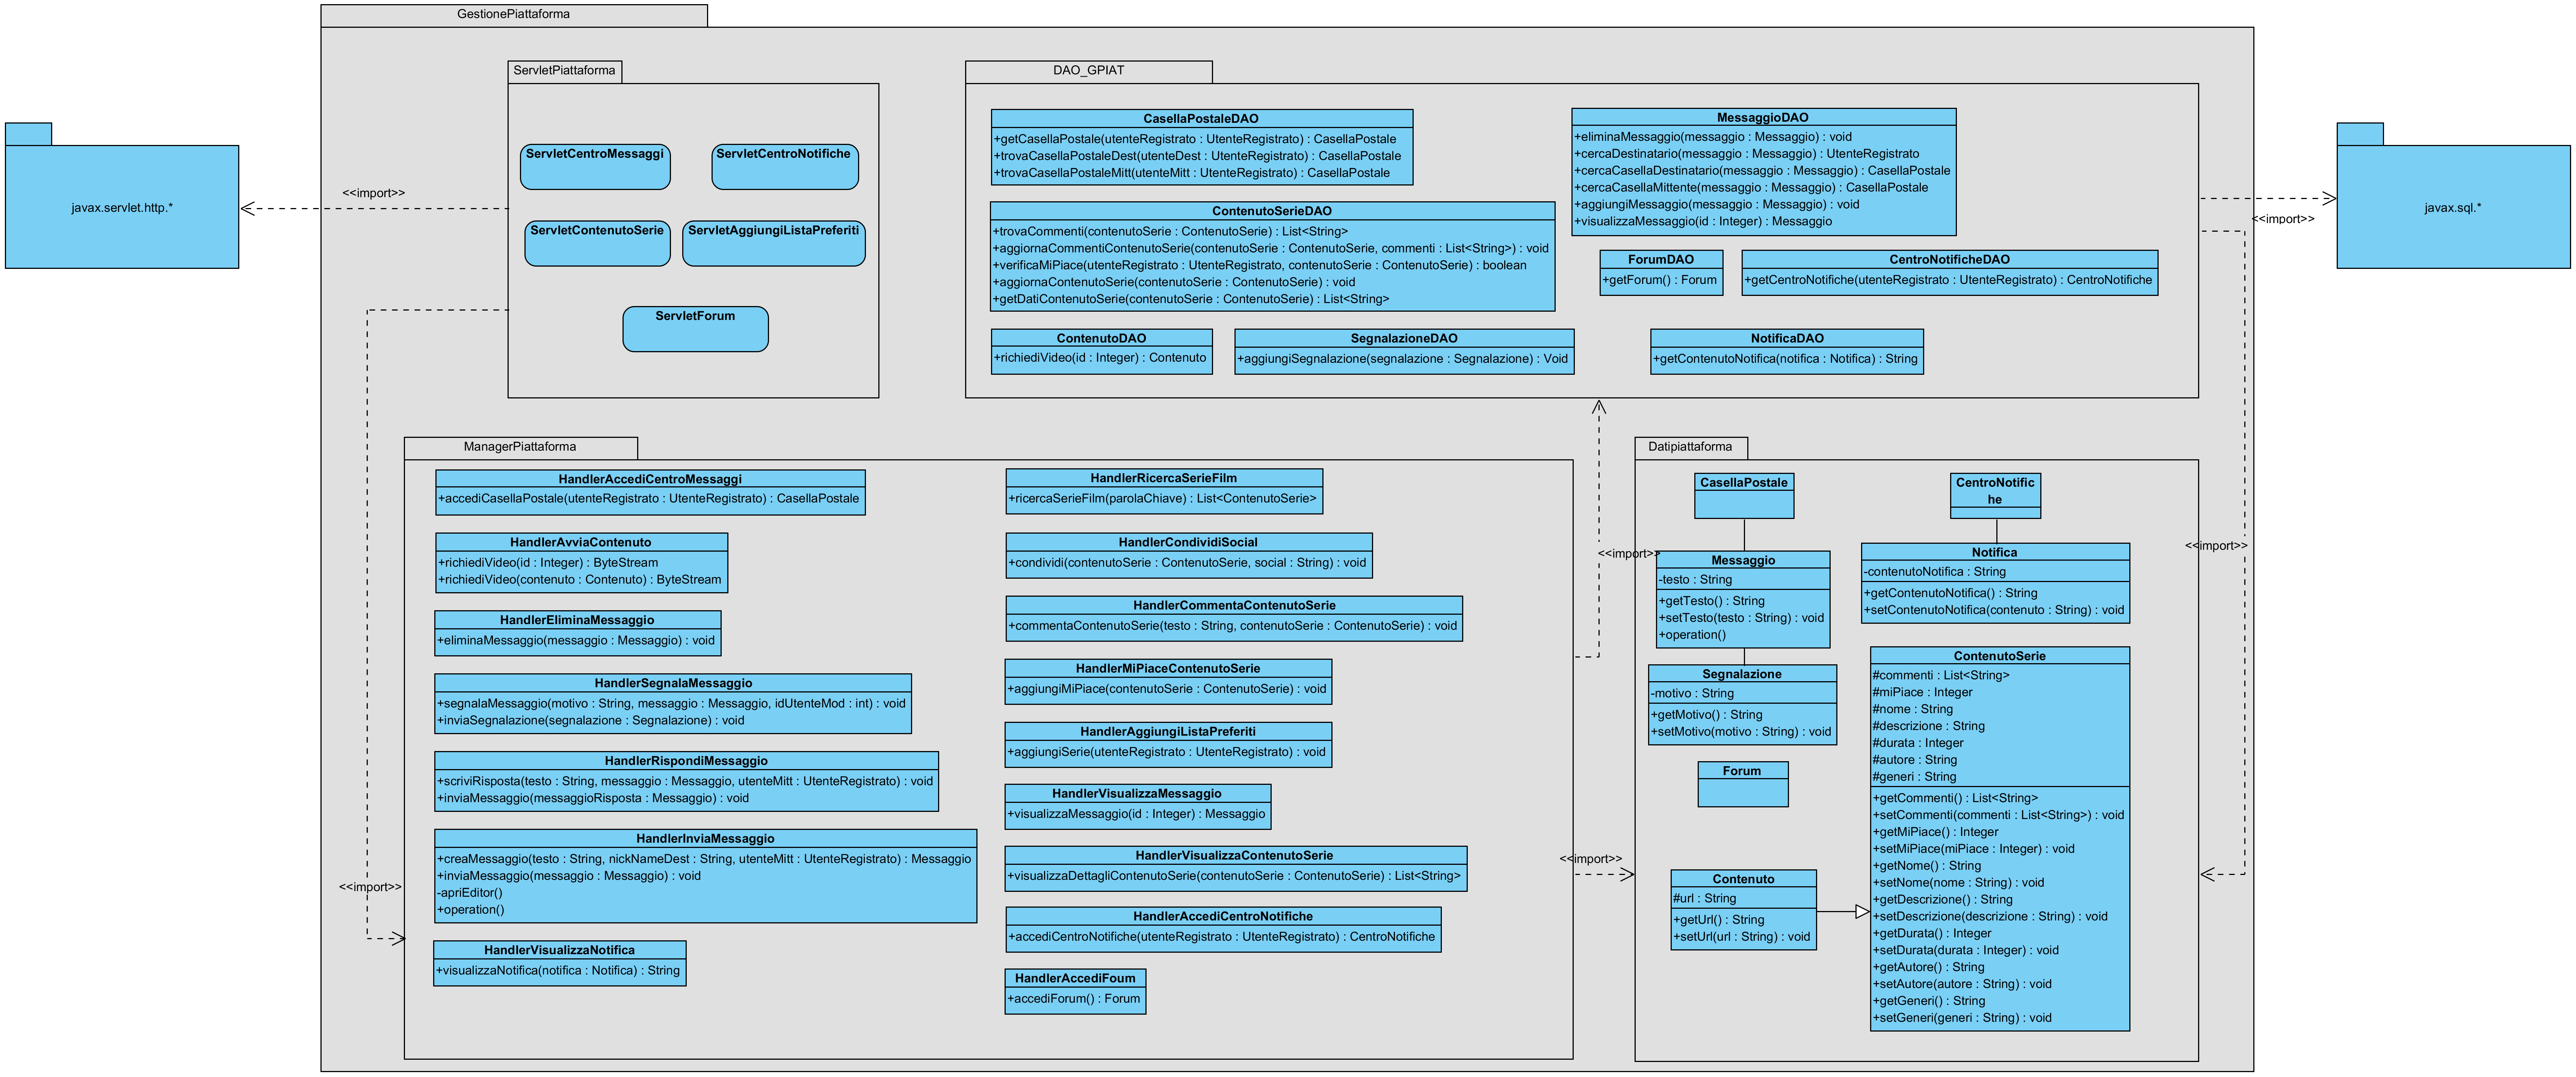 GestionePiattaforma
javax.servlet.http.*
<<import>>
ServletPiattaforma
ServletCentroMessaggi
ServletCentroNotifiche
ServletContenutoSerie
ServletAggiungiListaPreferiti
ServletForum
DAO_GPIAT
CasellaPostaleDAO
+getCasellaPostale(utenteRegistrato : UtenteRegistrato) : CasellaPostale
+trovaCasellaPostaleDest(utenteDest : UtenteRegistrato) : CasellaPostale
+trovaCasellaPostaleMitt(utenteMitt : UtenteRegistrato) : CasellaPostale
MessaggioDAO
+eliminaMessaggio(messaggio : Messaggio) : void
+cercaDestinatario(messaggio : Messaggio) : UtenteRegistrato
+cercaCasellaDestinatario(messaggio : Messaggio) : CasellaPostale
+cercaCasellaMittente(messaggio : Messaggio) : CasellaPostale
+aggiungiMessaggio(messaggio : Messaggio) : void
+visualizzaMessaggio(id : Integer) : Messaggio
ContenutoSerieDAO
+trovaCommenti(contenutoSerie : ContenutoSerie) : List<String>
+aggiornaCommentiContenutoSerie(contenutoSerie : ContenutoSerie, commenti : List<String>) : void
+verificaMiPiace(utenteRegistrato : UtenteRegistrato, contenutoSerie : ContenutoSerie) : boolean
+aggiornaContenutoSerie(contenutoSerie : ContenutoSerie) : void
+getDatiContenutoSerie(contenutoSerie : ContenutoSerie) : List<String>
ForumDAO
+getForum() : Forum
CentroNotificheDAO
+getCentroNotifiche(utenteRegistrato : UtenteRegistrato) : CentroNotifiche
ContenutoDAO
+richiediVideo(id : Integer) : Contenuto
SegnalazioneDAO
+aggiungiSegnalazione(segnalazione : Segnalazione) : Void
NotificaDAO
+getContenutoNotifica(notifica : Notifica) : String
<<import>>
javax.sql.*
ManagerPiattaforma
HandlerAccediCentroMessaggi
+accediCasellaPostale(utenteRegistrato : UtenteRegistrato) : CasellaPostale
HandlerAvviaContenuto
+richiediVideo(id : Integer) : ByteStream
+richiediVideo(contenuto : Contenuto) : ByteStream
HandlerEliminaMessaggio
+eliminaMessaggio(messaggio : Messaggio) : void
HandlerSegnalaMessaggio
+segnalaMessaggio(motivo : String, messaggio : Messaggio, idUtenteMod : int) : void
+inviaSegnalazione(segnalazione : Segnalazione) : void
HandlerRispondiMessaggio
+scriviRisposta(testo : String, messaggio : Messaggio, utenteMitt : UtenteRegistrato) : void
+inviaMessaggio(messaggioRisposta : Messaggio) : void
HandlerInviaMessaggio
+creaMessaggio(testo : String, nickNameDest : String, utenteMitt : UtenteRegistrato) : Messaggio
+inviaMessaggio(messaggio : Messaggio) : void
-apriEditor()
+operation()
HandlerVisualizzaNotifica
+visualizzaNotifica(notifica : Notifica) : String
<<import>>
HandlerRicercaSerieFilm
+ricercaSerieFilm(parolaChiave) : List<ContenutoSerie>
HandlerCondividiSocial
+condividi(contenutoSerie : ContenutoSerie, social : String) : void
HandlerCommentaContenutoSerie
+commentaContenutoSerie(testo : String, contenutoSerie : ContenutoSerie) : void
HandlerMiPiaceContenutoSerie
+aggiungiMiPiace(contenutoSerie : ContenutoSerie) : void
HandlerAggiungiListaPreferiti
+aggiungiSerie(utenteRegistrato : UtenteRegistrato) : void
HandlerVisualizzaMessaggio
+visualizzaMessaggio(id : Integer) : Messaggio
HandlerVisualizzaContenutoSerie
+visualizzaDettagliContenutoSerie(contenutoSerie : ContenutoSerie) : List<String>
HandlerAccediCentroNotifiche
+accediCentroNotifiche(utenteRegistrato : UtenteRegistrato) : CentroNotifiche
HandlerAccediFoum
+accediForum() : Forum
<<import>>
<<import>>
Datipiattaforma
CasellaPostale
CentroNotific
he
Messaggio
-testo : String
+getTesto() : String
+setTesto(testo : String) : void
+operation()
Notifica
-contenutoNotifica : String
+getContenutoNotifica() : String
+setContenutoNotifica(contenuto : String) : void
Segnalazione
-motivo : String
+getMotivo() : String
+setMotivo(motivo : String) : void
Forum
Contenuto
#url : String
+getUrl() : String
+setUrl(url : String) : void
ContenutoSerie
#commenti : List<String>
#miPiace : Integer
#nome : String
#descrizione : String
#durata : Integer
#autore : String
#generi : String
+getCommenti() : List<String>
+setCommenti(commenti : List<String>) : void
+getMiPiace() : Integer
+setMiPiace(miPiace : Integer) : void
+getNome() : String
+setNome(nome : String) : void
+getDescrizione() : String
+setDescrizione(descrizione : String) : void
+getDurata() : Integer
+setDurata(durata : Integer) : void
+getAutore() : String
+setAutore(autore : String) : void
+getGeneri() : String
+setGeneri(generi : String) : void
<<import>>